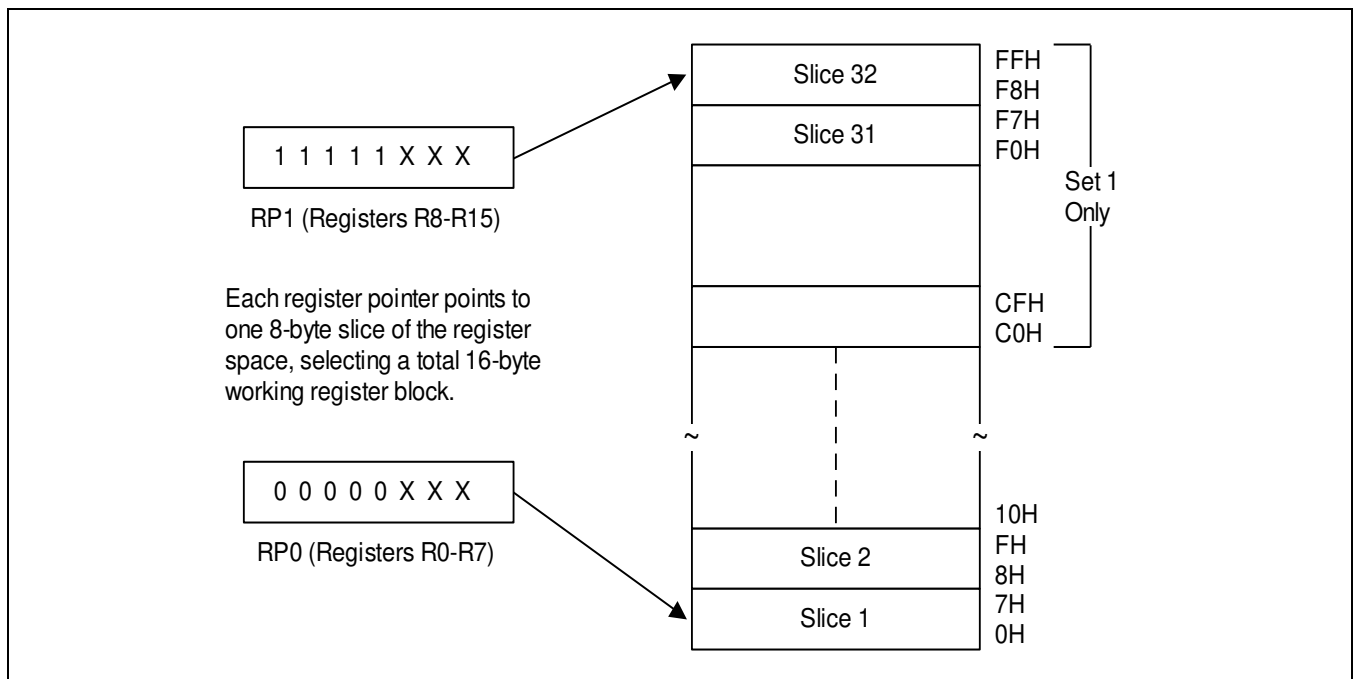 Slice 32
FFH
F8H
Slice 31
F7H
F0H
1 1 1 1 1 X X X
RP1 (Registers R8-R15)
Set 1
Only
Each register pointer points to
one 8-byte slice of the register
space, selecting a total 16-byte
working register block.
CFH
C0H
~ ~
0 0 0 0 0 X X X
RP0 (Registers R0-R7)
10H
Slice 2
FH
8H
Slice 1
7H
0H